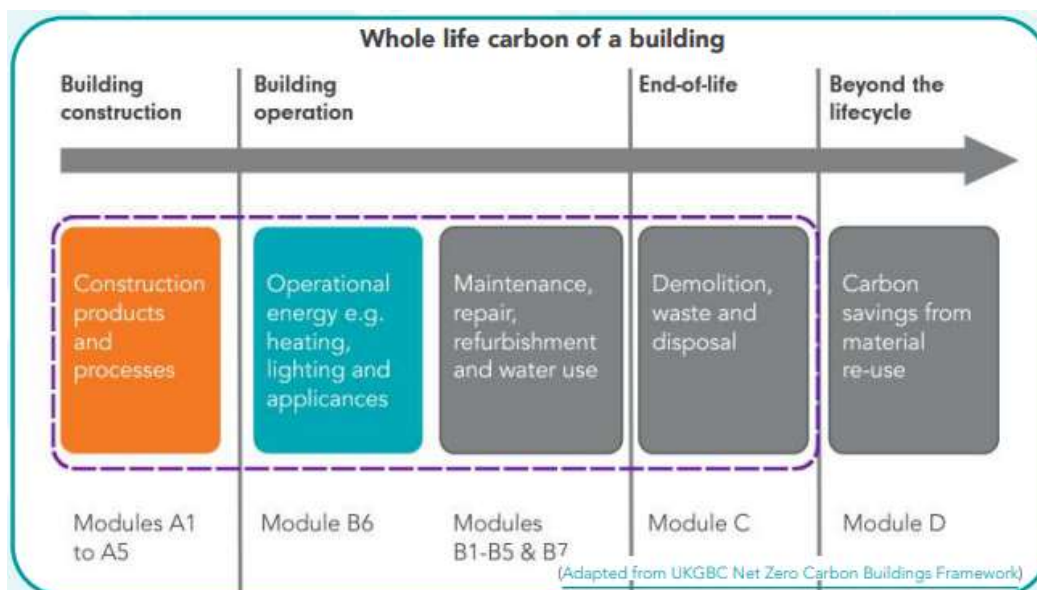 Whole life carbon of a building
Building
construction
Building
operation
End-of-life
Beyond the
lifecycle
Construction
products
and
processes
Operational
energy e.g.
heating,
lighting and
applicances
Maintenance,
repair,
refurbishment
and water use
Demolition,
waste and
disposal
Carbon
savings from
material
re-use
Modules A1
to A5
Module B6
Modules
B1-B5 & B7
Module C
Module D
(Adapted from UKGBC Net Zero Carbon Buildings Framework)